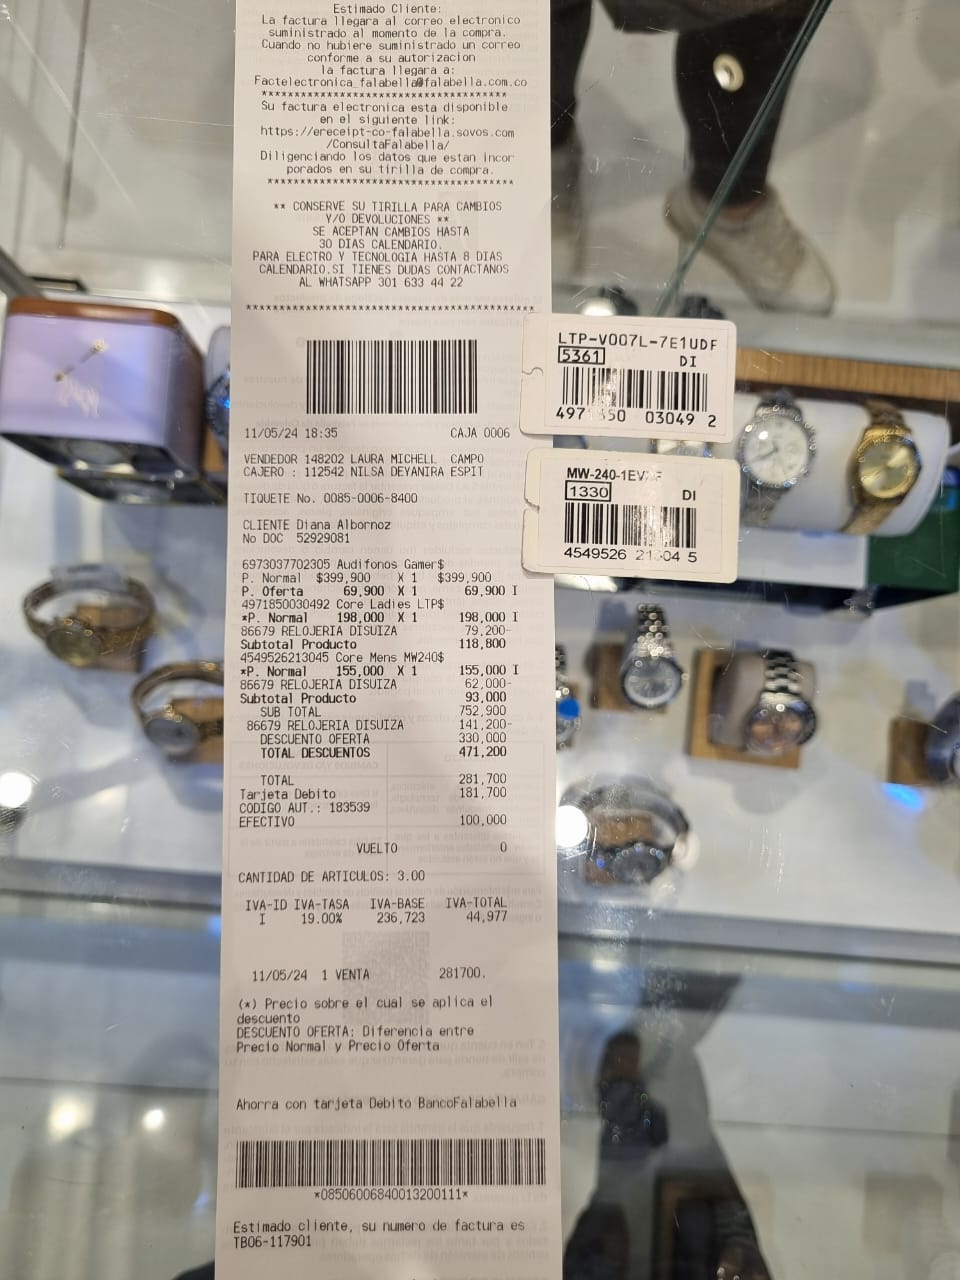 Estimado Cliente:
La factura llegara al correo electronico
suministrado al momento de la compra.
Cuando no hubiere suministrado un correo
conforme a su autorizacion
la factura llegara a:
Factelectronica_falabella@falabella.com.co
****************************************
Su factura electronica esta disponible
en el siguiente link:
https://ereceipt-co-falabella.sovos.com
/ConsultaFalabella/
Diligenciando los datos que estan incor
porados en su tirilla de compra.
****************************************
** CONSERVE SU TIRILLA PARA CAMBIOS
Y/O DEVOLUCIONES **
SE ACEPTAN CAMBIOS HASTA
30 DIAS CALENDARIO.
PARA ELECTRO Y TECNOLOGIA HASTA 8 DIAS
CALENDARIO.SI TIENES DUDAS CONTACTANOS
AL WHATSAPP 301 633 44 22
****************************************
11/05/24 18:35 CAJA 0006
VENDEDOR 148202 LAURA MICHELL CAMPO
CAJERO : 112542 NILSA DEYANIRA ESPIT
TIQUETE No. 0085-0006-8400
CLIENTE Diana Albornoz
No DOC 52929081
6973037702305 Audifonos Gamer$
P. Normal $399,900 X 1 $399,900
P. Oferta 69,900 X 1 69,900 I
4971850030492 Core Ladies LTP$
*P. Normal 198,000 X 1 198,000 I
86679 RELOJERIA DISUIZA 79,200-
Subtotal Producto 118,800
4549526213045 Core Mens MW240$
*P. Normal 155,000 X 1 155,000 I
86679 RELOJERIA DISUIZA 62,000-
Subtotal Producto 93,000
SUB TOTAL 752,900
86679 RELOJERIA DISUIZA 141,200-
DESCUENTO OFERTA 330,000
TOTAL DESCUENTOS 471,200
TOTAL 281,700
Tarjeta Debito 181,700
CODIGO AUT.: 183539
EFECTIVO 100,000
VUELTO 0
CANTIDAD DE ARTICULOS: 3.00
IVA-ID IVA-TASA IVA-BASE IVA-TOTAL
I 19.00% 236,723 44,977
11/05/24 1 VENTA 281700.
(*) Precio sobre el cual se aplica el
descuento
DESCUENTO OFERTA: Diferencia entre
Precio Normal y Precio Oferta
Ahorra con tarjeta Debito BancoFalabella
*08506006840013200111*
Estimado cliente, su numero de factura es
TB06-117901
LTP-V007L-7E1UDF
5361 DI
03049 2
1330 DI
4549526